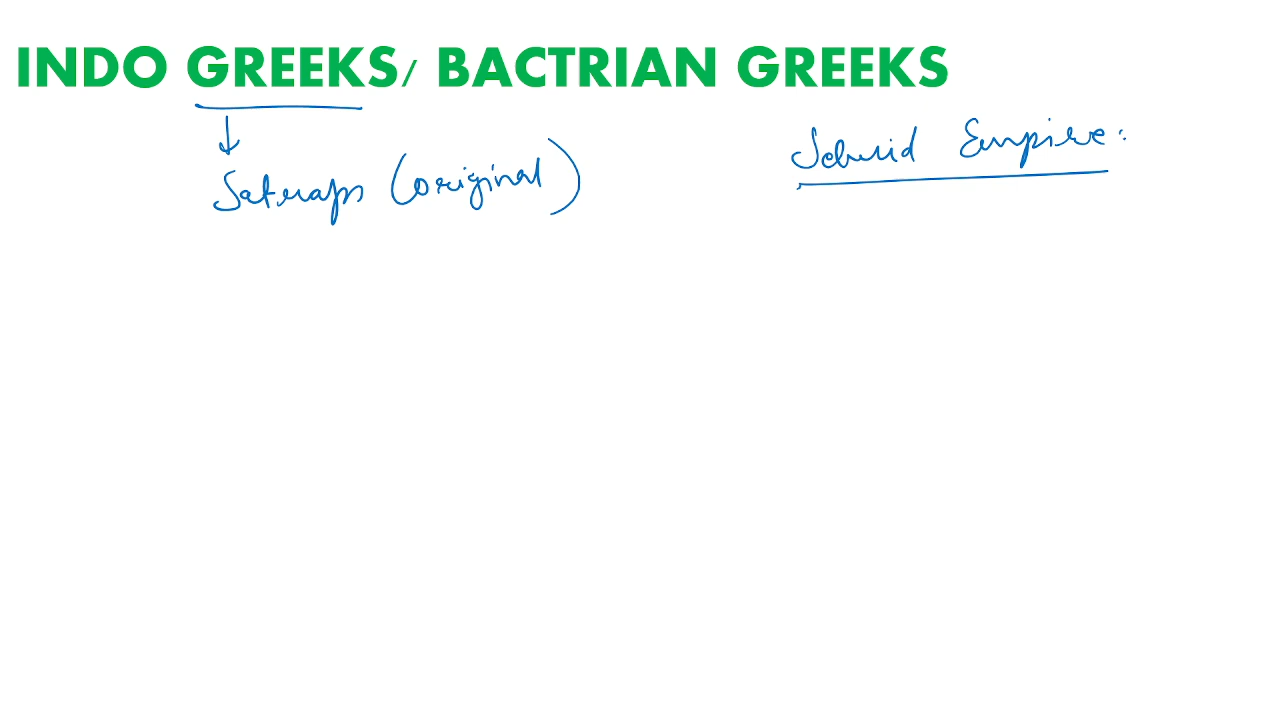 INDO GREEKS/ BACTRIAN GREEKS
Satraps (original)
Seleucid Empire: